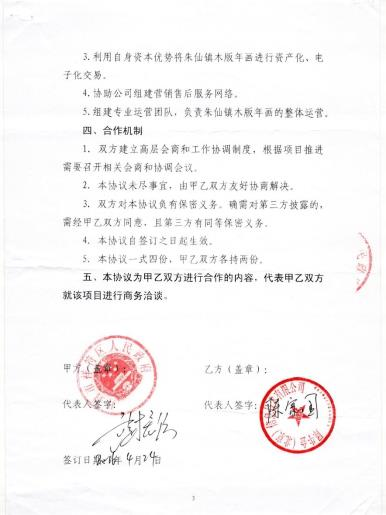 3.利用自身资本优势将朱仙镇木版年画进行资产化、电
子化交易。
4.协助公司组建营销售后服务网络。
5.组建专业运营团队，负责朱仙镇木版年画的整体运营。
四、合作机制
1．双方建立高层会商和工作协调制度，根据项目推进
需要召开相关会商和协调会议。
2．本协议未尽事宜，由甲乙双方友好协商解决。
3．双方对本协议负有保密义务。确需对第三方披露的，
需经甲乙双方同意，且第三方有同等保密义务。
4．本协议自签订之日起生效。
5．本协议一式四份，甲乙双方各持两份。
五、本协议为甲乙双方进行合作的内容，代表甲乙双方
就该项目进行商务洽谈。
甲方（盖章）：
乙方（盖章）：
区人民政府
有限公司
代表人签字：
代表人签字：
签订日期 4月24日
3